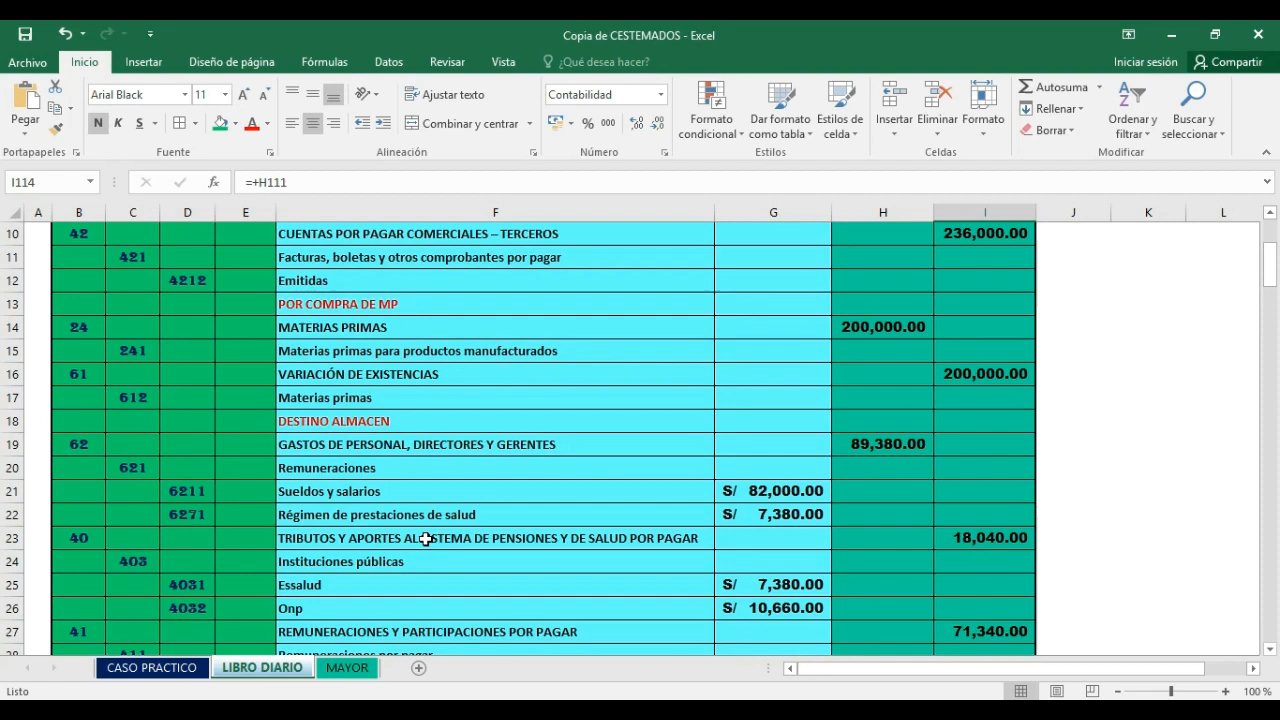 Copia de CESTEMADOS - Excel
Archivo Inicio Insertar Diseño de página Fórmulas Datos Revisar Vista ¿Qué desea hacer? Iniciar sesión Compartir
Pegar
Portapapeles
Arial Black 11
N K S
Fuente
Ajustar texto
Combinar y centrar
Alineación
Contabilidad
% 000
Número
Formato condicional
Dar formato como tabla
Estilos de celda
Estilos
Insertar Eliminar Formato
Celdas
Autosuma
Rellenar
Borrar
Ordenar y filtrar
Buscar y seleccionar
Modificar
I114 fx =+H111
A B C D E F G H I J K L
10 42 CUENTAS POR PAGAR COMERCIALES – TERCEROS 236,000.00
11 421 Facturas, boletas y otros comprobantes por pagar
12 4212 Emitidas
13 POR COMPRA DE MP
14 24 MATERIAS PRIMAS 200,000.00
15 241 Materias primas para productos manufacturados
16 61 VARIACIÓN DE EXISTENCIAS 200,000.00
17 612 Materias primas
18 DESTINO ALMACEN
19 62 GASTOS DE PERSONAL, DIRECTORES Y GERENTES 89,380.00
20 621 Remuneraciones
21 6211 Sueldos y salarios S/ 82,000.00
22 6271 Régimen de prestaciones de salud S/ 7,380.00
23 40 TRIBUTOS Y APORTES AL SISTEMA DE PENSIONES Y DE SALUD POR PAGAR 18,040.00
24 403 Instituciones públicas
25 4031 Essalud S/ 7,380.00
26 4032 Onp S/ 10,660.00
27 41 REMUNERACIONES Y PARTICIPACIONES POR PAGAR 71,340.00
28 411 Remuneraciones por pagar
CASO PRACTICO LIBRO DIARIO MAYOR
Listo 100 %